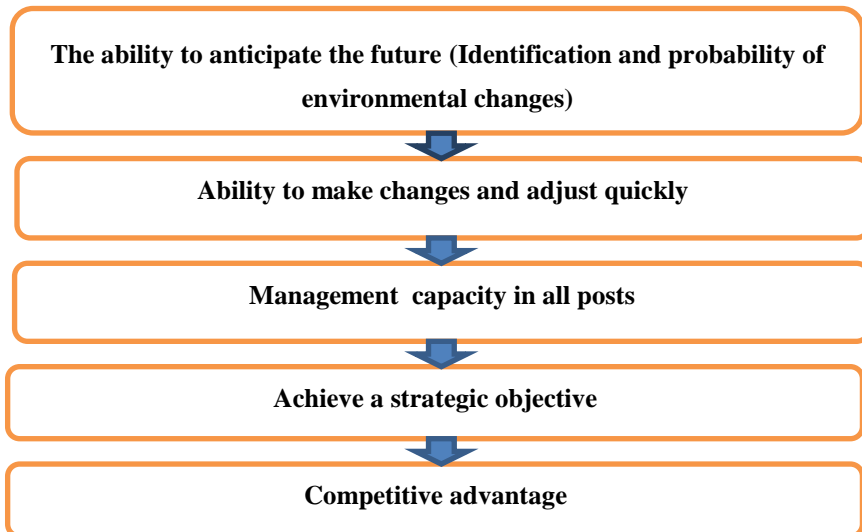 The ability to anticipate the future (Identification and probability of
environmental changes)
Ability to make changes and adjust quickly
Management capacity in all posts
Achieve a strategic objective
Competitive advantage